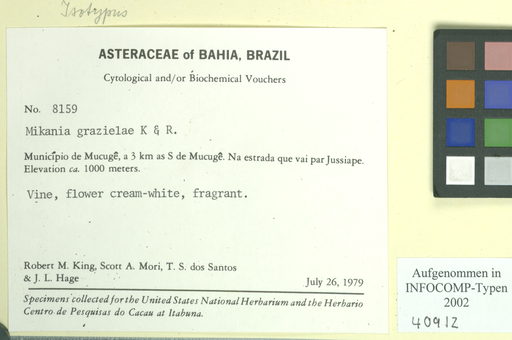 Isotypus
ASTERACEAE of BAHIA, BRAZIL
Cytological and/or Biochemical Vouchers
No. 8159
Mikania grazielae K & R.
Município de Mucugê, a 3 km as S de Mucugê. Na estrada que vai par Jussiape.
Elevation ca. 1000 meters.
Vine, flower cream-white, fragrant.
Robert M. King, Scott A. Mori, T. S. dos Santos
& J. L. Hage
July 26, 1979
Specimens collected for the United States National Herbarium and the Herbario
Centro de Pesquisas do Cacau at Itabuna.
Aufgenommen in
INFOCOMP-Typen
2002
40912